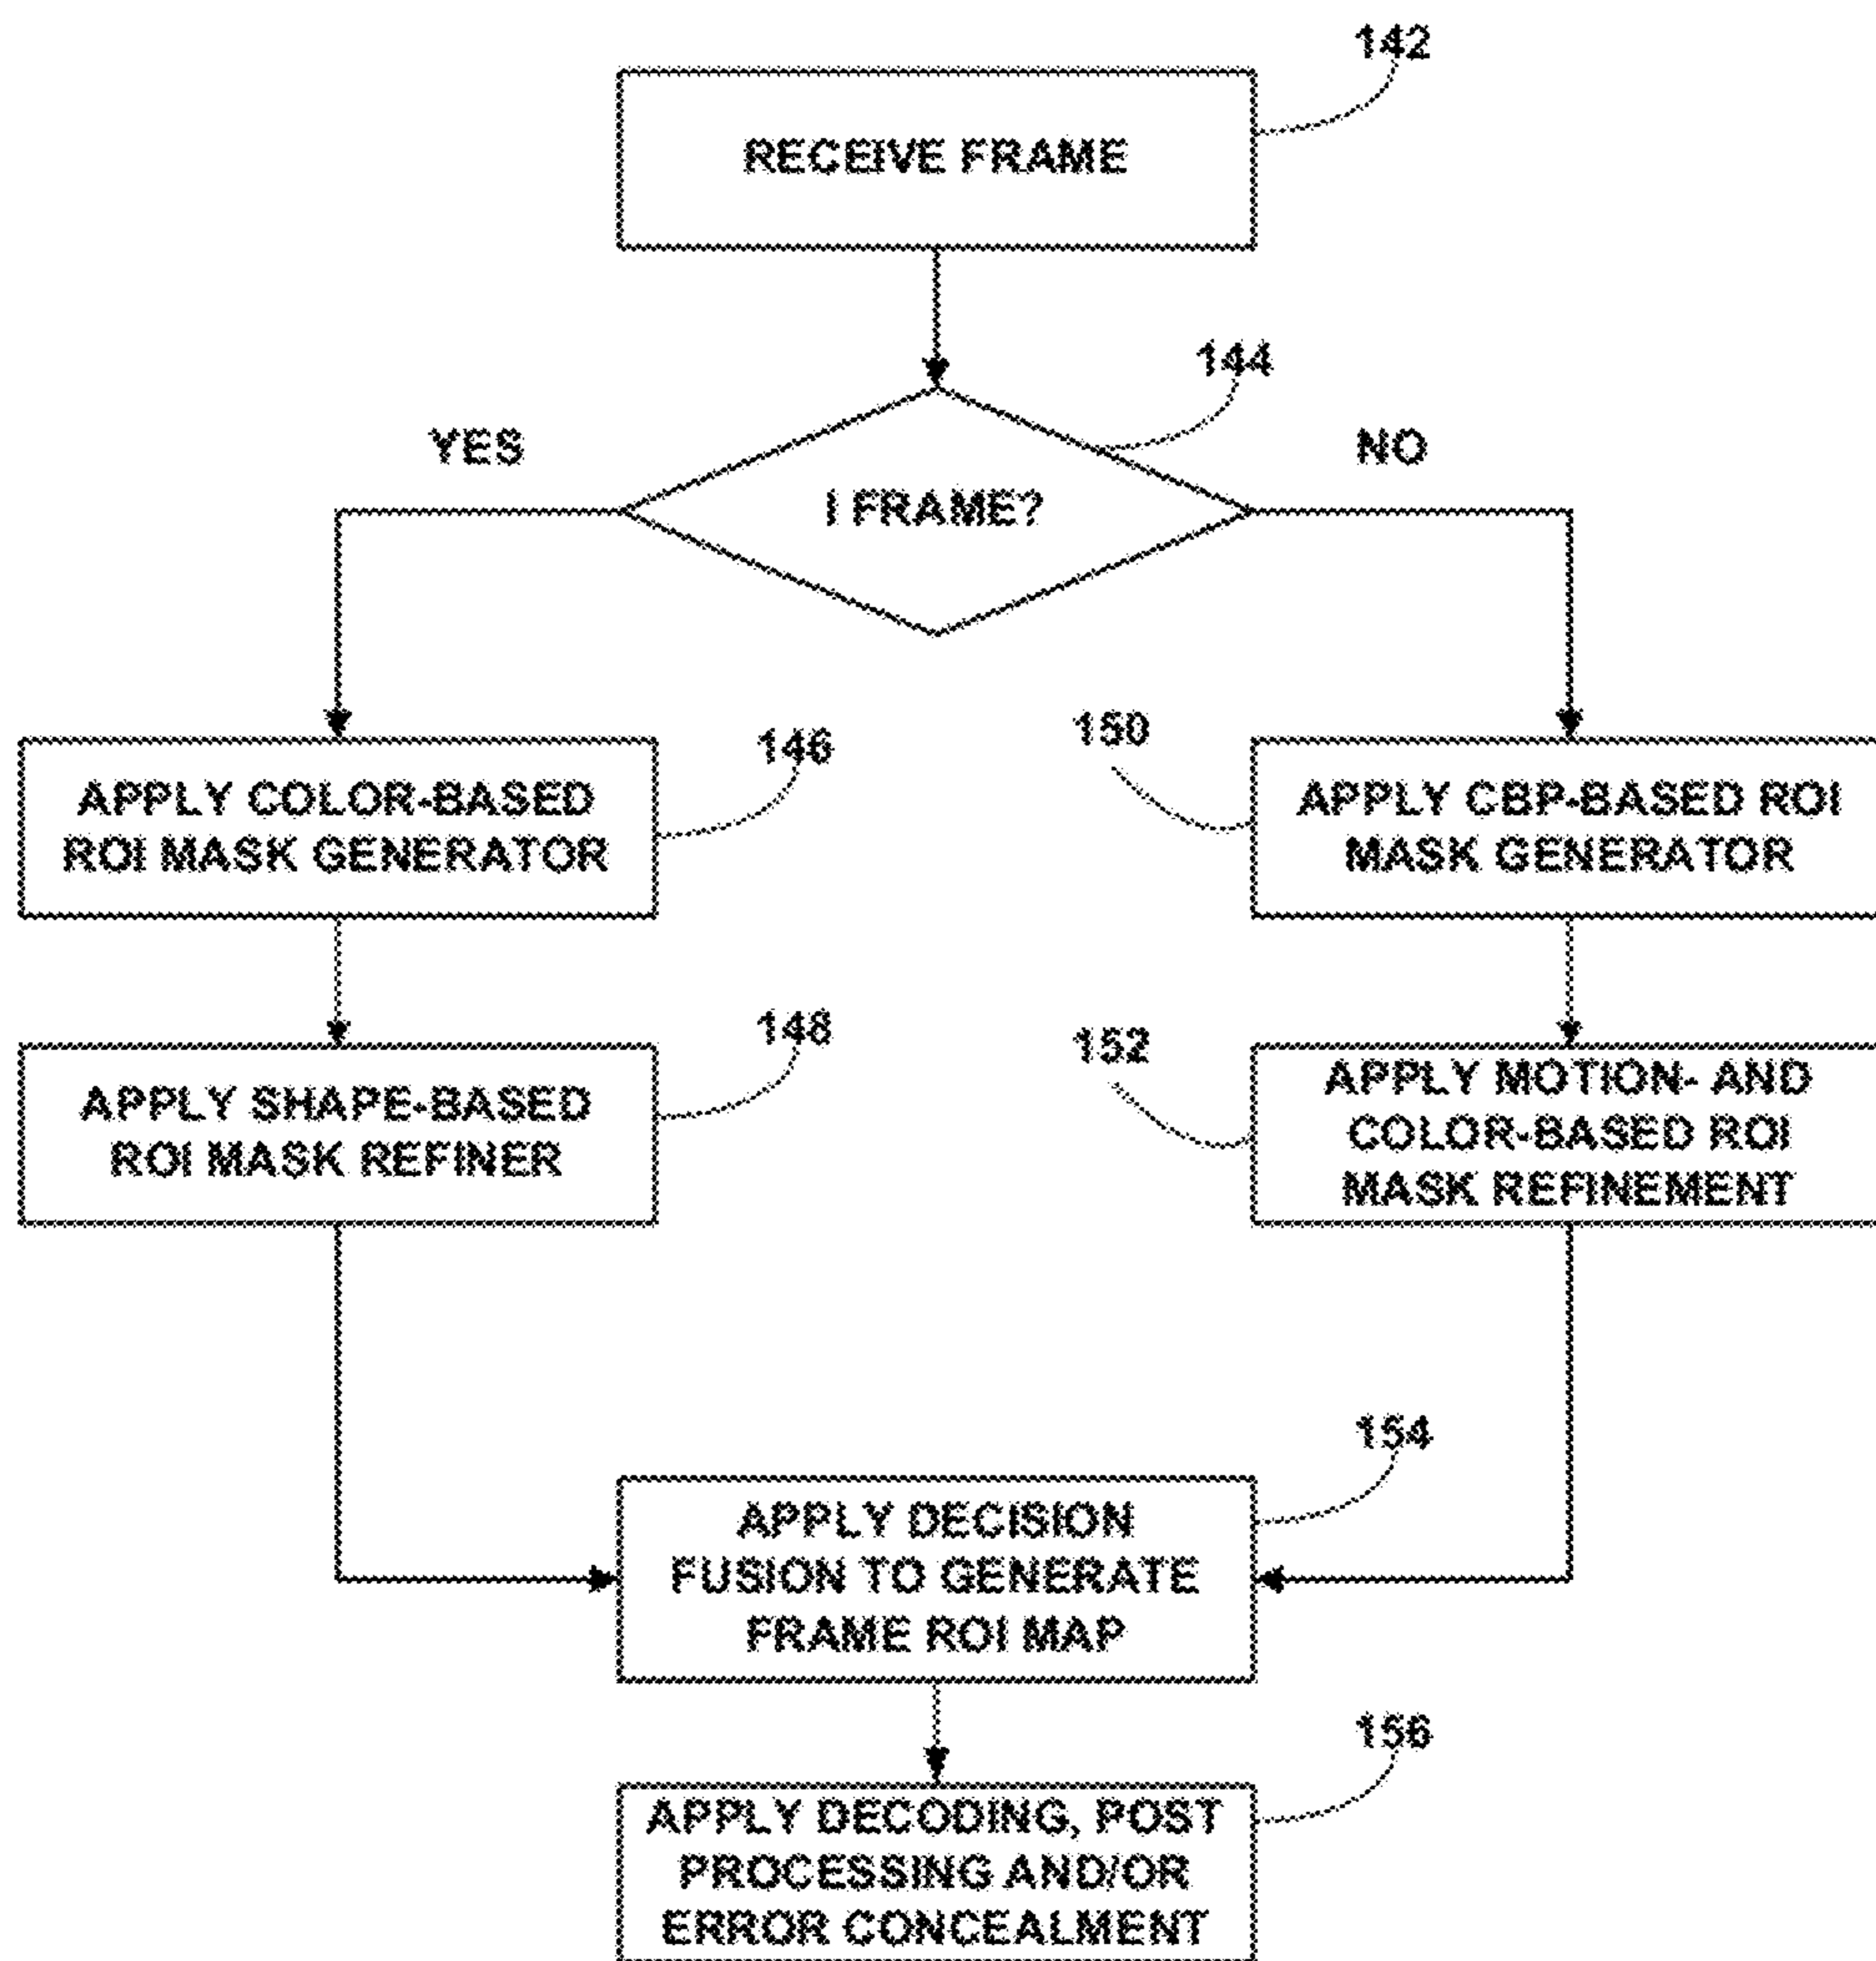 142
RECEIVE FRAME
144
YES
NO
I FRAME?
146
150
APPLY COLOR-BASED
ROI MASK GENERATOR
APPLY CBP-BASED ROI
MASK GENERATOR
148
152
APPLY SHAPE-BASED
ROI MASK REFINER
APPLY MOTION- AND
COLOR-BASED ROI
MASK REFINEMENT
154
APPLY DECISION
FUSION TO GENERATE
FRAME ROI MAP
156
APPLY DECODING, POST
PROCESSING AND/OR
ERROR CONCEALMENT